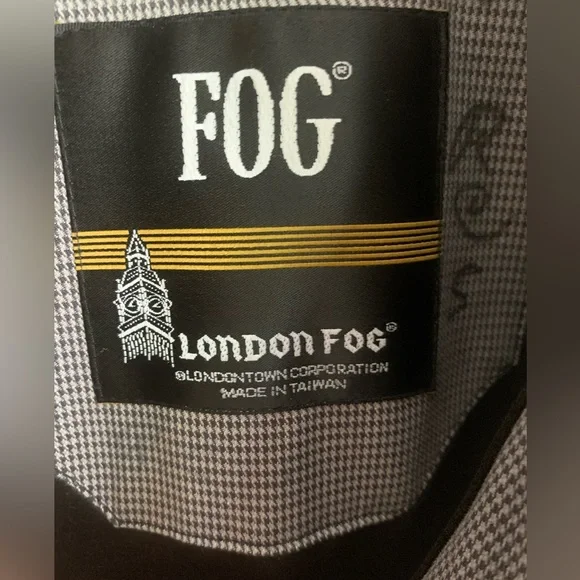 FOG®
LONDON FOG®
©LONDONTOWN CORPORATION
MADE IN TAIWAN